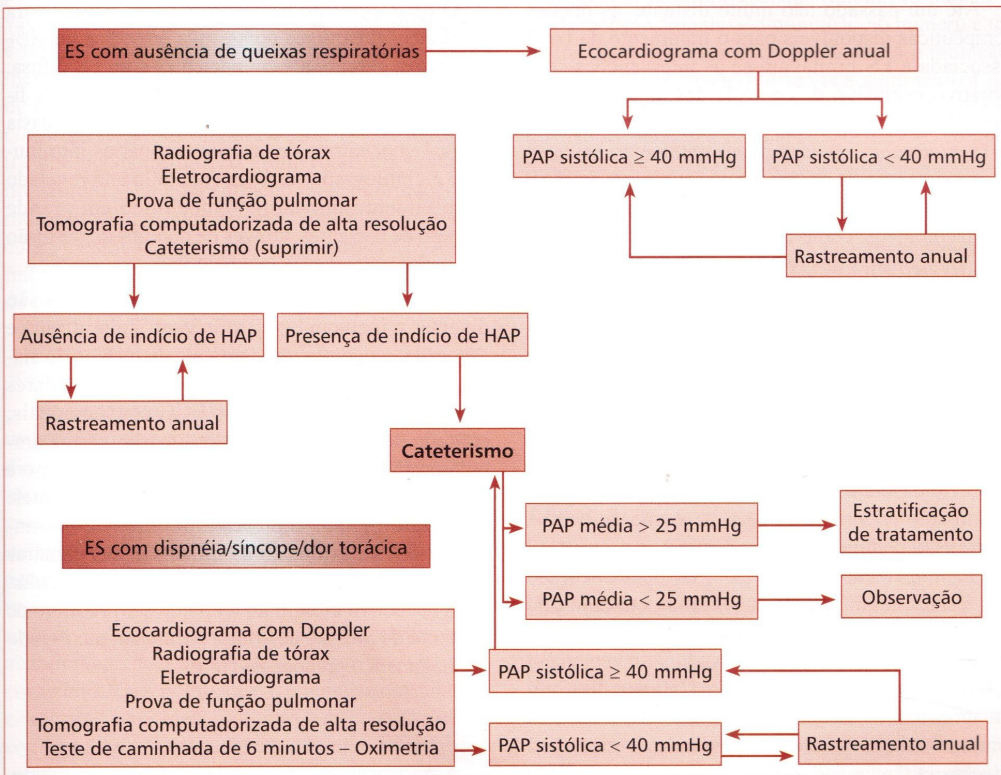 ES com ausência de queixas respiratórias
Ecocardiograma com Doppler anual
PAP sistólica ≥ 40 mmHg
PAP sistólica < 40 mmHg
Rastreamento anual
Radiografia de tórax
Eletrocardiograma
Prova de função pulmonar
Tomografia computadorizada de alta resolução
Cateterismo (suprimir)
Ausência de indício de HAP
Presença de indício de HAP
Rastreamento anual
Cateterismo
PAP média > 25 mmHg
Estratificação
de tratamento
PAP média < 25 mmHg
Observação
ES com dispnéia/síncope/dor torácica
Ecocardiograma com Doppler
Radiografia de tórax
Eletrocardiograma
Prova de função pulmonar
Tomografia computadorizada de alta resolução
Teste de caminhada de 6 minutos – Oximetria
PAP sistólica ≥ 40 mmHg
PAP sistólica < 40 mmHg
Rastreamento anual